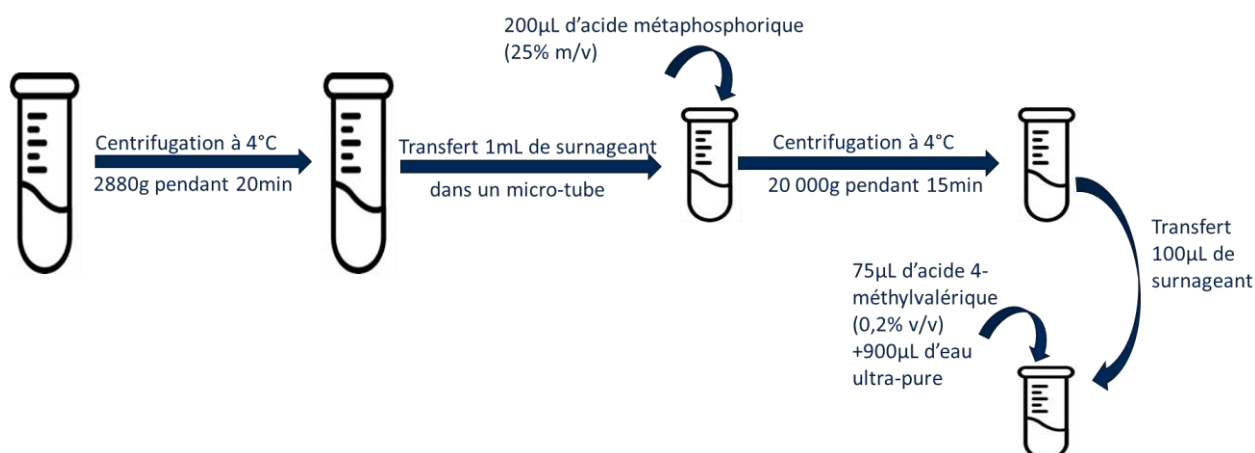 200µL d'acide métaphosphorique
(25% m/v)
Centrifugation à 4°C
2880g pendant 20min
Transfert 1mL de surnageant
dans un micro-tube
Centrifugation à 4°C
20 000g pendant 15min
Transfert
100µL de
surnageant
75µL d'acide 4-
méthylvalérique
(0,2% v/v)
+900µL d'eau
ultra-pure